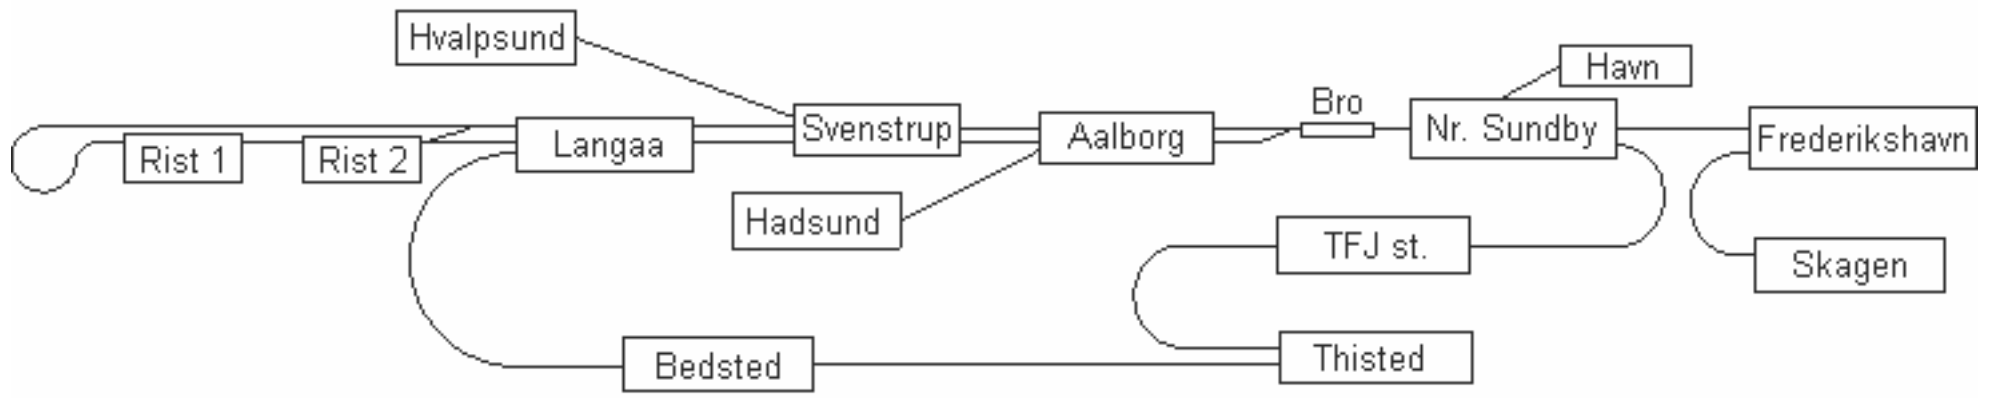 Hvalpsund
Havn
Bro
Rist 1
Rist 2
Langaa
Svenstrup
Aalborg
Nr. Sundby
Frederikshavn
Hadsund
TFJ st.
Skagen
Bedsted
Thisted